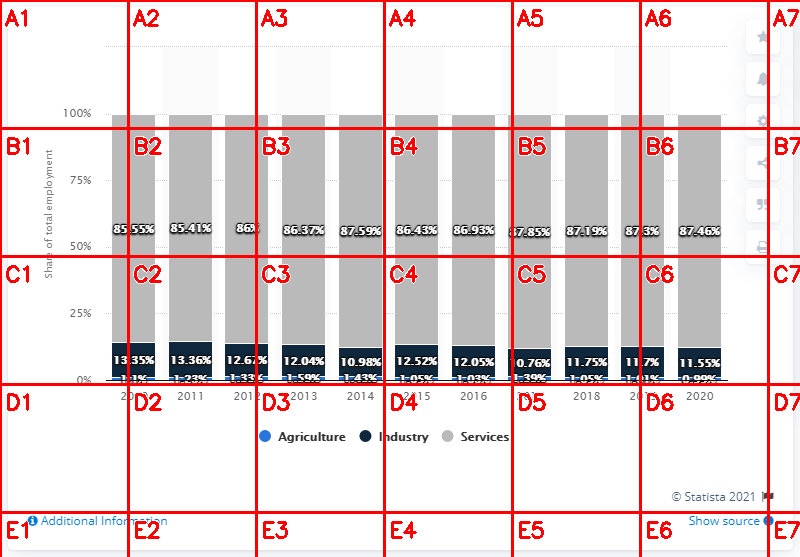 A1 A2 A3 A4 A5 A6 A7
100%
B1 B2 B3 B4 B5 B6 B7
Share of total employment
75%
85.55% 85.41% 86% 86.37% 87.59% 86.43% 86.93% 87.85% 87.19% 87.3% 87.46%
50%
C1 C2 C3 C4 C5 C6 C7
25%
13.35% 13.36% 12.67% 12.04% 10.98% 12.52% 12.05% 10.76% 11.75% 11.7% 11.55%
0%
1.1% 1.23% 1.33% 1.59% 1.43% 1.05% 1.03% 1.39% 1.05% 1.01% 0.99%
2011 2012 2013 2014 2015 2016 2018 2020
D1 D2 D3 D4 D5 D6 D7
Agriculture Industry Services
© Statista 2021
Additional Information Show source
E1 E2 E3 E4 E5 E6 E7